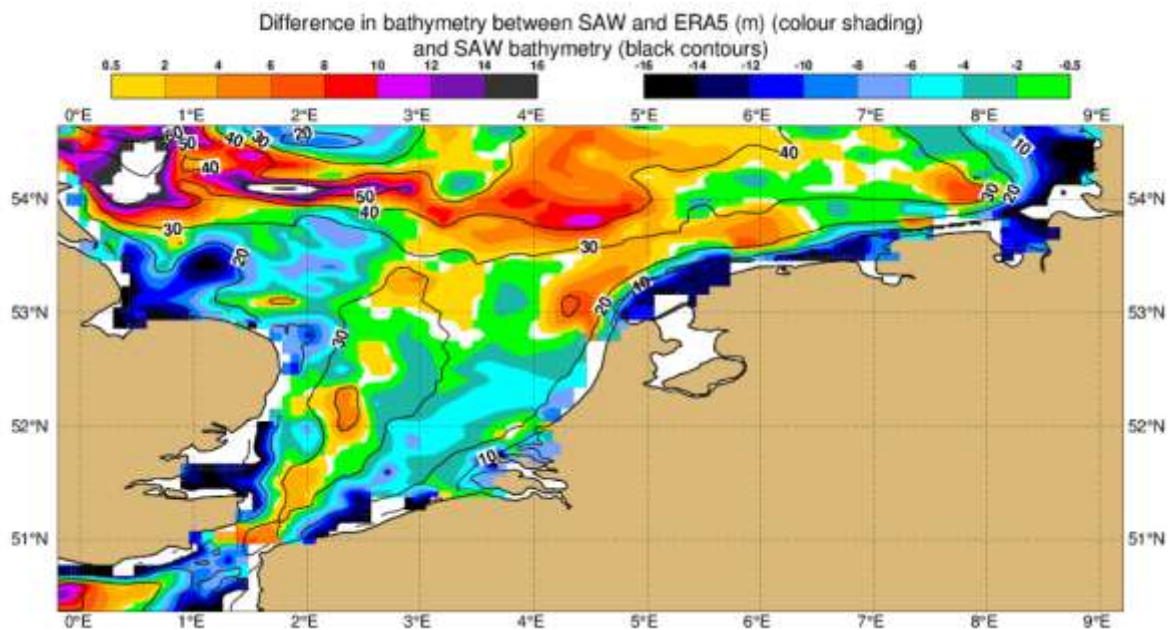 Difference in bathymetry between SAW and ERA5 (m) (colour shading)
and SAW bathymetry (black contours)
0.5 2 4 6 8 10 12 14 16 -16 -14 -12 -10 -8 -6 -4 -2 -0.5
0°E 1°E 2°E 3°E 4°E 5°E 6°E 7°E 8°E 9°E
50 40 30 20 10
50
40 40
54°N 50 30 20 54°N
40
30 30
20
10
53°N 20 53°N
30
52°N 52°N
10
51°N 51°N
0°E 1°E 2°E 3°E 4°E 5°E 6°E 7°E 8°E 9°E